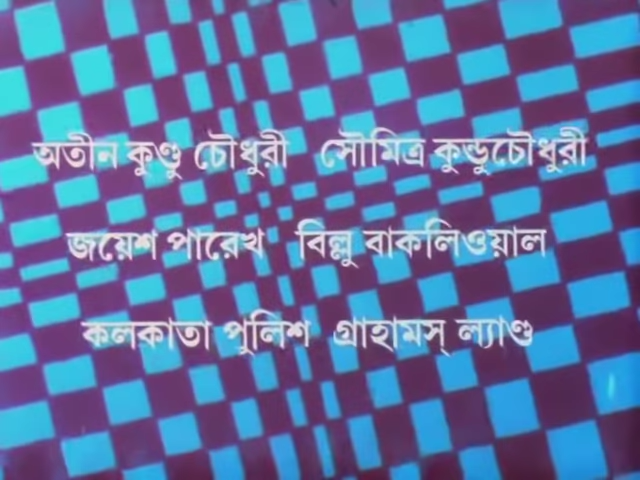 অতীন কুণ্ডু চৌধুরী সৌমিত্র কুন্ডুচৌধুরী
জয়েশ পারেখ বিল্লু বাকলিওয়াল
কলকাতা পুলিশ গ্রাহামস্ ল্যাণ্ড